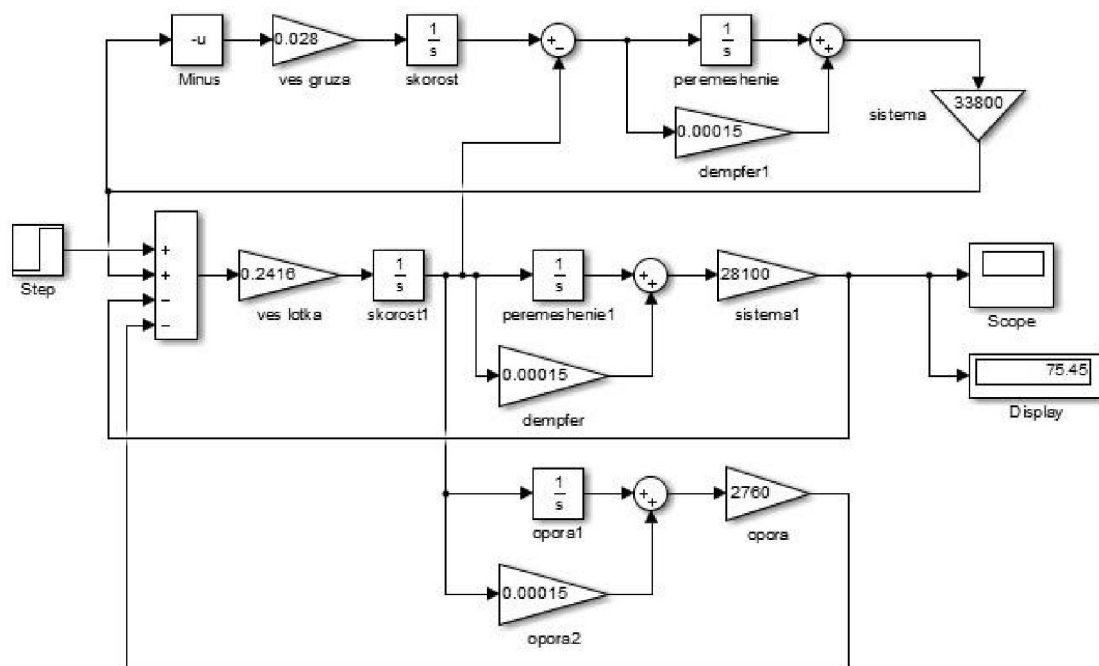 -u
Minus
0.028
ves gruza
1
s
skorost
+
−
1
s
peremeshenie
+
+
0.00015
dempfer1
33800
sistema
Step
+
+
−
−
0.2416
ves lotka
1
s
skorost1
1
s
peremeshenie1
+
+
28100
sistema1
Scope
0.00015
dempfer
75.45
Display
1
s
opora1
+
+
2760
opora
0.00015
opora2